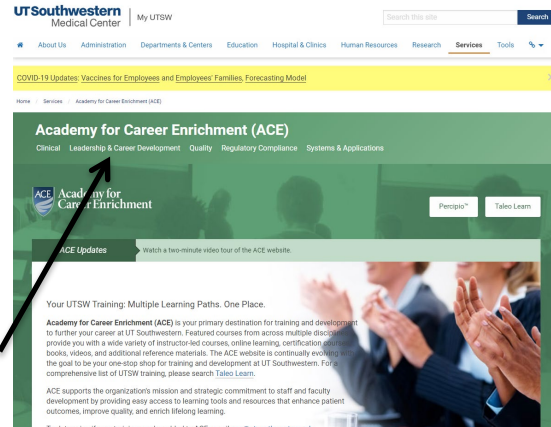 UTSouthwestern
Medical Center
My UTSW
Search this site
Search
About Us Administration Departments & Centers Education Hospital & Clinics Human Resources Research Services Tools
COVID-19 Updates: Vaccines for Employees and Employees' Families, Forecasting Model
Home / Services / Academy for Career Enrichment (ACE)
Academy for Career Enrichment (ACE)
Clinical Leadership & Career Development Quality Regulatory Compliance Systems & Applications
ACE
Academy for
Career Enrichment
Percipio™
Taleo Learn
ACE Updates
Watch a two-minute video tour of the ACE website.
Your UTSW Training: Multiple Learning Paths. One Place.
Academy for Career Enrichment (ACE) is your primary destination for training and development
to further your career at UT Southwestern. Featured courses from across multiple disciplines
provide you with a wide variety of instructor-led courses, online learning, certification courses,
books, videos, and additional reference materials. The ACE website is continually evolving with
the goal to be your one-stop shop for training and development at UT Southwestern. For a
comprehensive list of UTSW training, please search Taleo Learn.
ACE supports the organization's mission and strategic commitment to staff and faculty
development by providing easy access to learning tools and resources that enhance patient
outcomes, improve quality, and enrich lifelong learning.